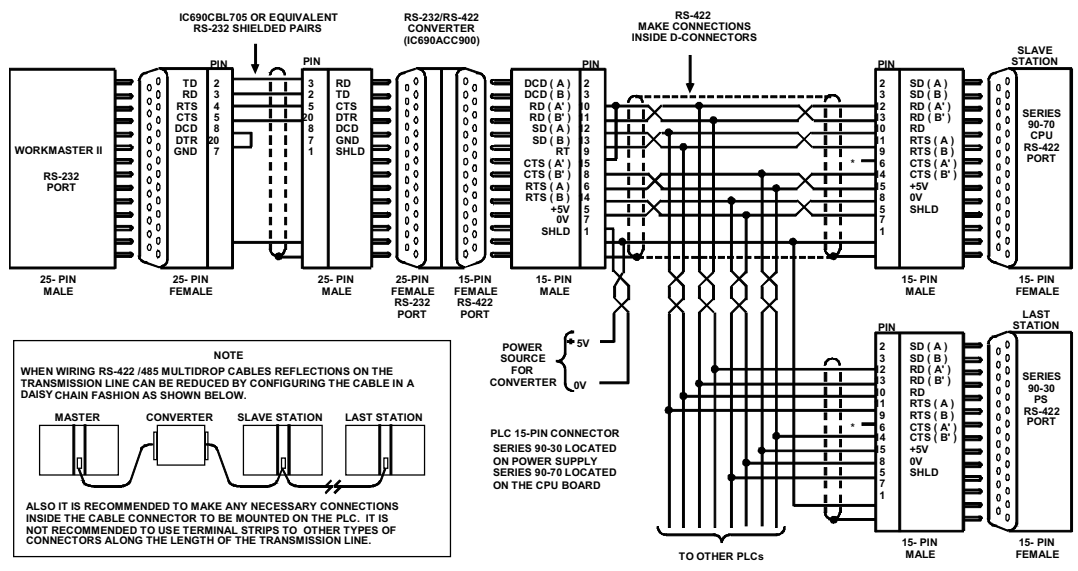 IC690CBL705 OR EQUIVALENT
RS-232 SHIELDED PAIRS
RS-232/RS-422
CONVERTER
(IC690ACC900)
RS-422
MAKE CONNECTIONS
INSIDE D-CONNECTORS
SLAVE
STATION
WORKMASTER II
RS-232
PORT
25- PIN
MALE
PIN
TD 2
RD 3
RTS 4
CTS 5
DCD 8
DTR 20
GND 7
25- PIN
FEMALE
PIN
3 RD
2 TD
5 CTS
20 DTR
8 DCD
7 GND
1 SHLD
25- PIN
MALE
25-PIN
FEMALE
RS-232
PORT
15-PIN
FEMALE
RS-422
PORT
PIN
DCD ( A ) 2
DCD ( B ) 3
RD ( A' ) 10
RD ( B' ) 11
SD ( A ) 12
SD ( B ) 13
RT 9
CTS ( A' ) 15
CTS ( B' ) 8
RTS ( A ) 6
RTS ( B ) 14
+5V 5
0V 7
SHLD 1
15- PIN
MALE
PIN
2 SD ( A )
3 SD ( B )
12 RD ( A' )
13 RD ( B' )
10 RD
11 RTS ( A )
9 RTS ( B )
* 6 CTS ( A' )
14 CTS ( B' )
15 +5V
8 0V
5 SHLD
7
1
15- PIN
MALE
SERIES
90-70
CPU
RS-422
PORT
15- PIN
FEMALE
POWER
SOURCE
FOR
CONVERTER
+ 5V
0V
PLC 15-PIN CONNECTOR
SERIES 90-30 LOCATED
ON POWER SUPPLY
SERIES 90-70 LOCATED
ON THE CPU BOARD
TO OTHER PLCs
LAST
STATION
PIN
2 SD ( A )
3 SD ( B )
2 RD ( A' )
3 RD ( B' )
0 RD
1 RTS ( A )
9 RTS ( B )
* 6 CTS ( A' )
4 CTS ( B' )
15 +5V
8 0V
5 SHLD
7
1
15- PIN
MALE
SERIES
90-30
PS
RS-422
PORT
15- PIN
FEMALE
NOTE
WHEN WIRING RS-422 /485 MULTIDROP CABLES REFLECTIONS ON THE
TRANSMISSION LINE CAN BE REDUCED BY CONFIGURING THE CABLE IN A
DAISY CHAIN FASHION AS SHOWN BELOW.
MASTER
CONVERTER
SLAVE STATION
LAST STATION
ALSO IT IS RECOMMENDED TO MAKE ANY NECESSARY CONNECTIONS
INSIDE THE CABLE CONNECTOR TO BE MOUNTED ON THE PLC. IT IS
NOT RECOMMENDED TO USE TERMINAL STRIPS TO OTHER TYPES OF
CONNECTORS ALONG THE LENGTH OF THE TRANSMISSION LINE.